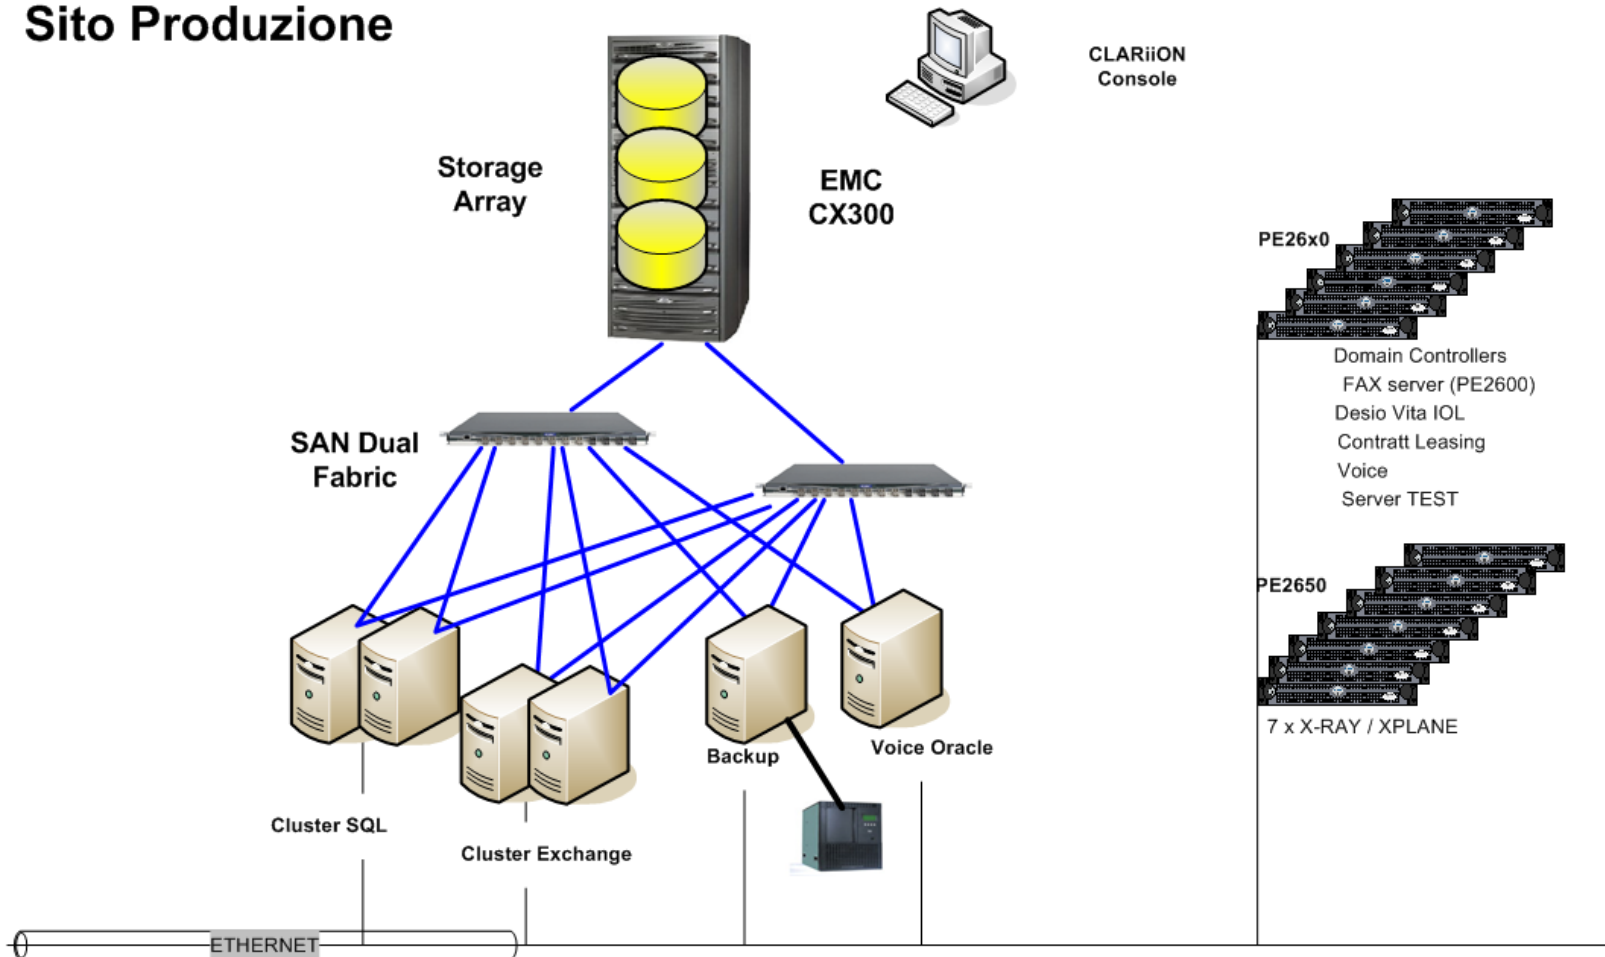 Sito Produzione
CLARiiON
Console
Storage
Array
EMC
CX300
PE26x0
Domain Controllers
FAX server (PE2600)
Desio Vita IOL
Contratt Leasing
Voice
Server TEST
SAN Dual
Fabric
PE2650
7 x X-RAY / XPLANE
Backup
Voice Oracle
Cluster SQL
Cluster Exchange
ETHERNET